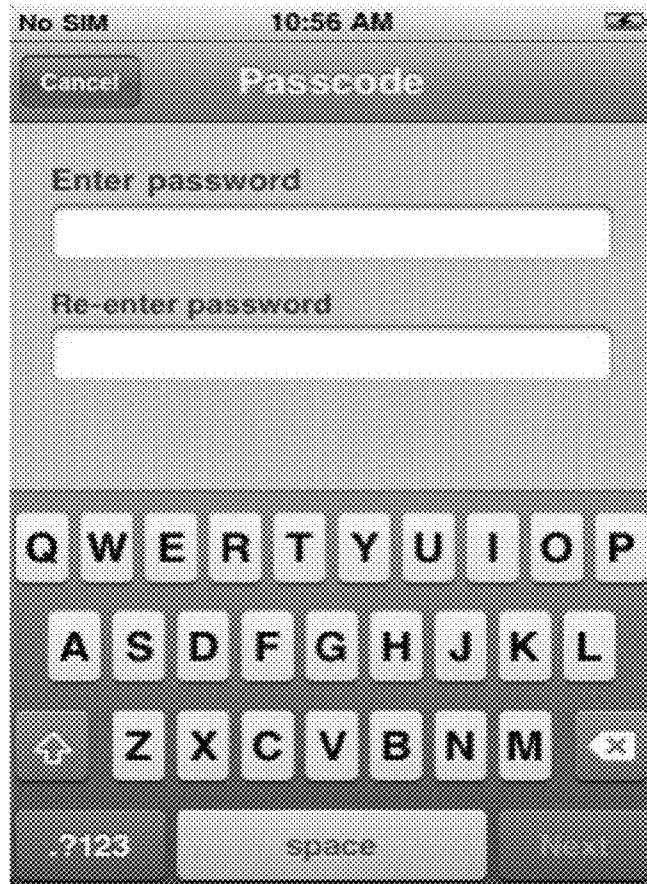 No SIM 10:56 AM
Cancel Passcode
Enter password
Re-enter password
Q W E R T Y U I O P
A S D F G H J K L
Z X C V B N M
.?123 space